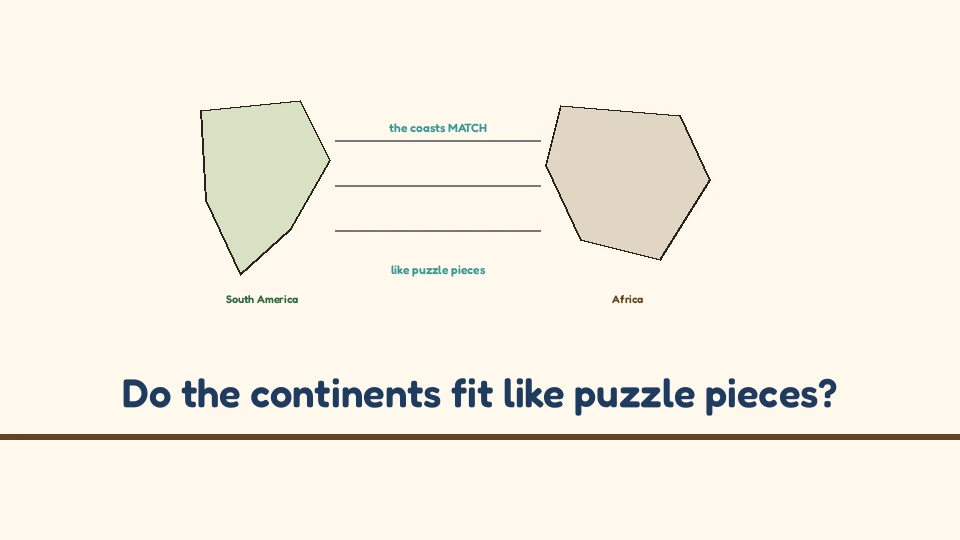 the coasts MATCH
like puzzle pieces
South America
Africa
Do the continents fit like puzzle pieces?